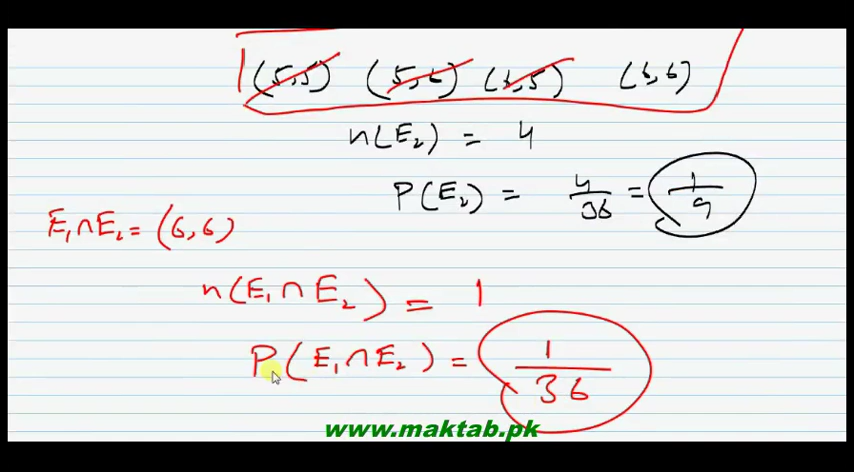 (5,5) (5,6) (6,5) (6,6)
n(E₂) = 4
P(E₂) = 4/36 = 1/9
E₁∩E₂ = (6,6)
n(E₁∩E₂) = 1
P(E₁∩E₂) = 1/36
www.maktab.pk